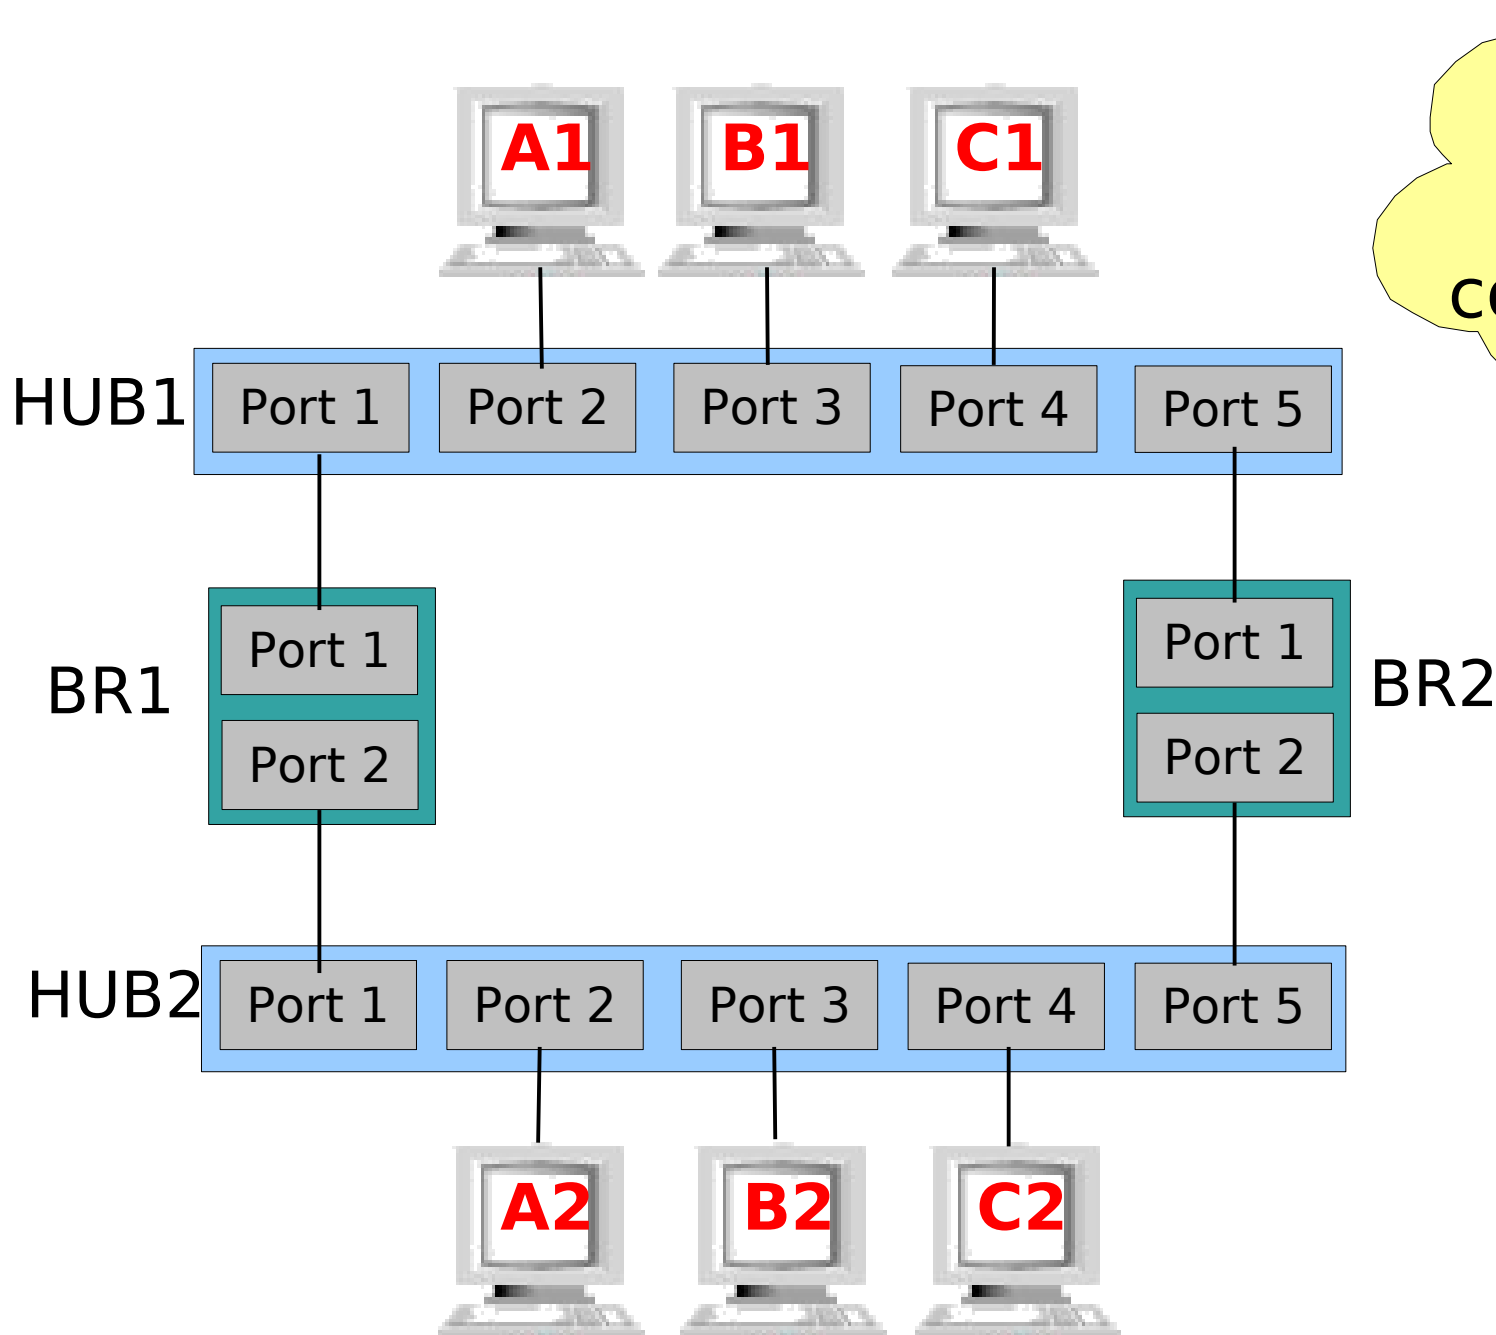 A1 B1 C1
HUB1 Port 1 Port 2 Port 3 Port 4 Port 5
BR1 Port 1
Port 2
BR2 Port 1
Port 2
HUB2 Port 1 Port 2 Port 3 Port 4 Port 5
A2 B2 C2